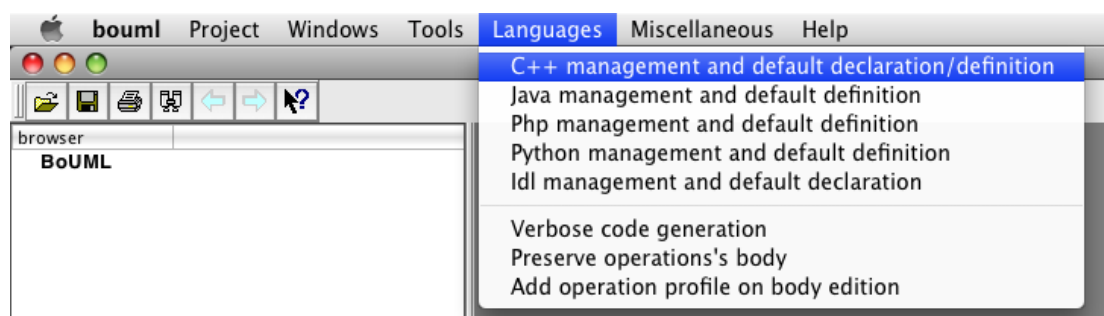 bouml Project Windows Tools Languages Miscellaneous Help
C++ management and default declaration/definition
Java management and default definition
Php management and default definition
Python management and default definition
Idl management and default declaration
Verbose code generation
Preserve operations's body
Add operation profile on body edition
browser
BoUML